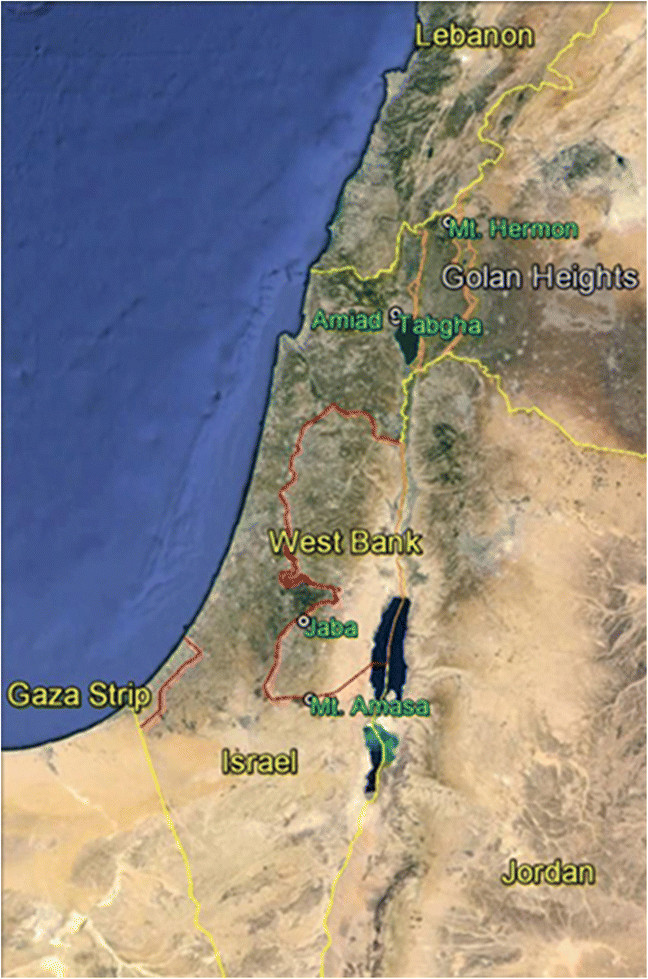 Lebanon
Mt. Hermon
Golan Heights
Amiad Tabgha
West Bank
Jaba
Gaza Strip
Mt. Amasa
Israel
Jordan